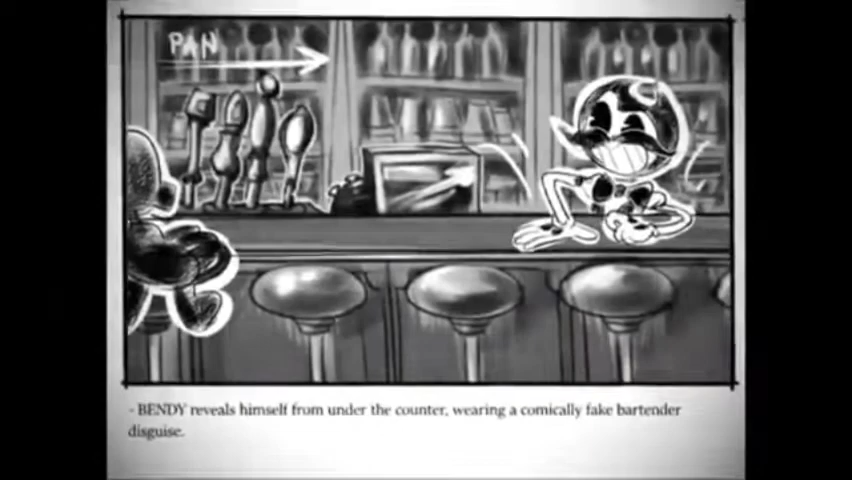 PAN
- BENDY reveals himself from under the counter, wearing a comically fake bartender
disguise.